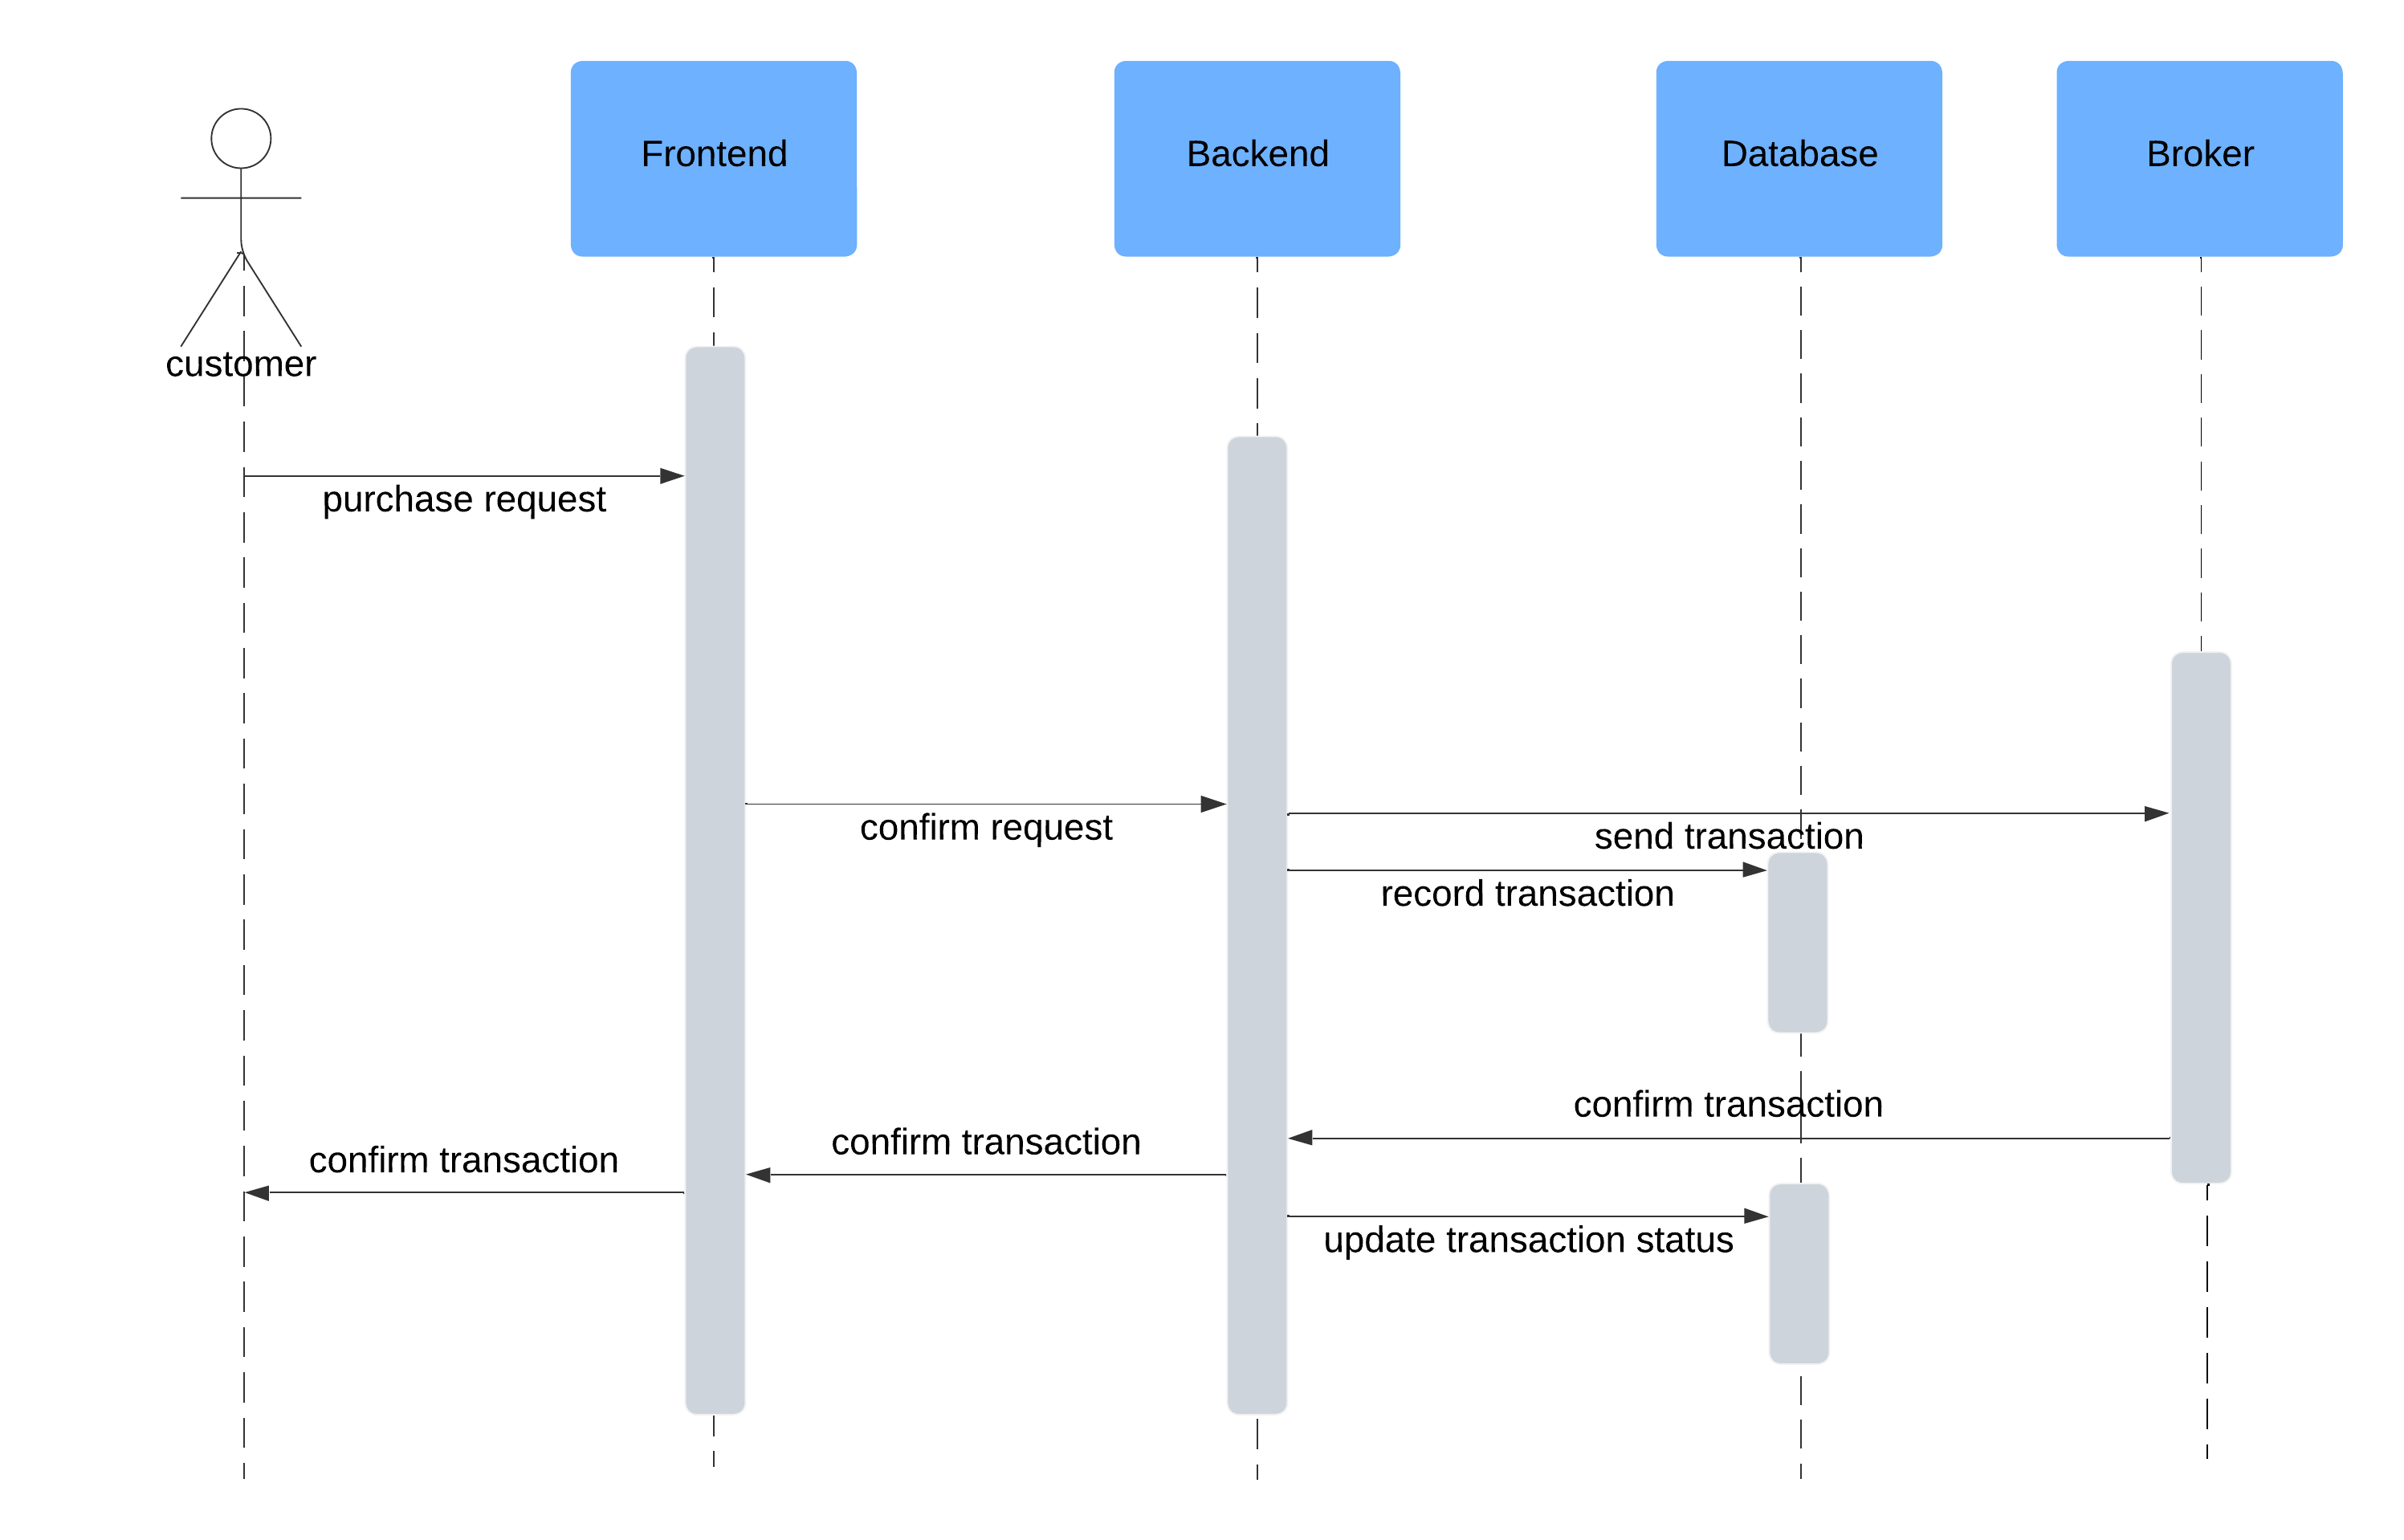 Frontend
Backend
Database
Broker
customer
purchase request
confirm request
send transaction
record transaction
confirm transaction
confirm transaction
confirm transaction
update transaction status